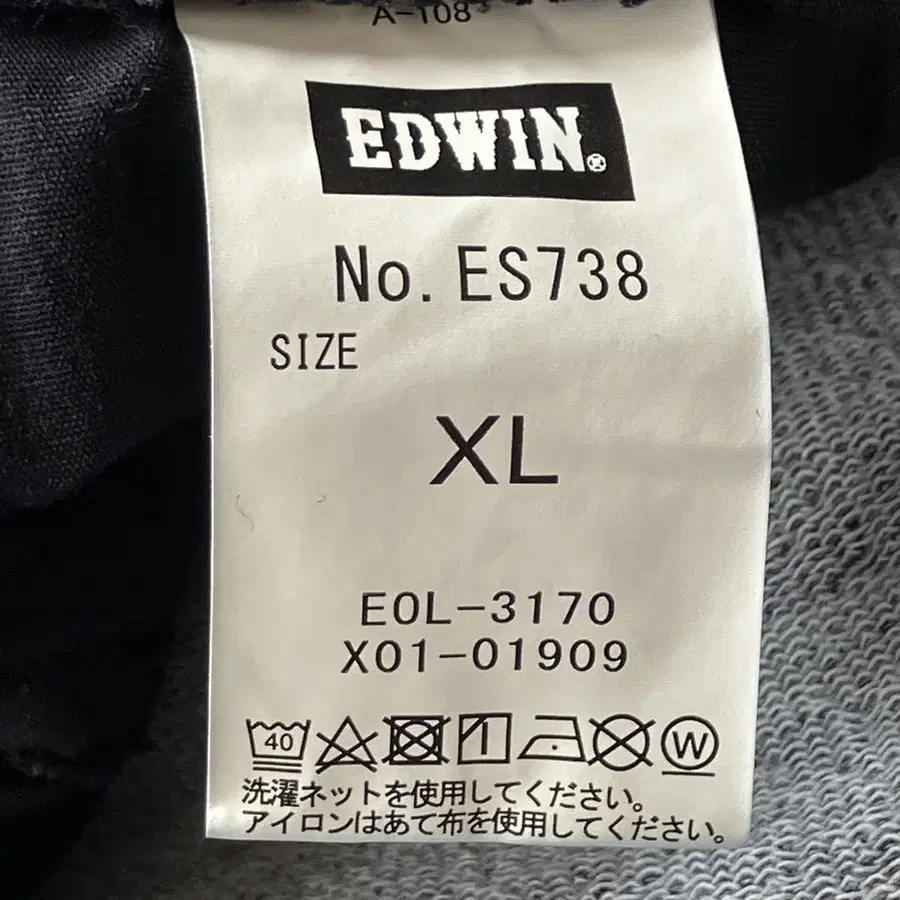 A-108
EDWIN®
No. ES738
SIZE
XL
E0L-3170
X01-01909
40 W
洗濯ネットを使用してください。
アイロンはあて布を使用してください。